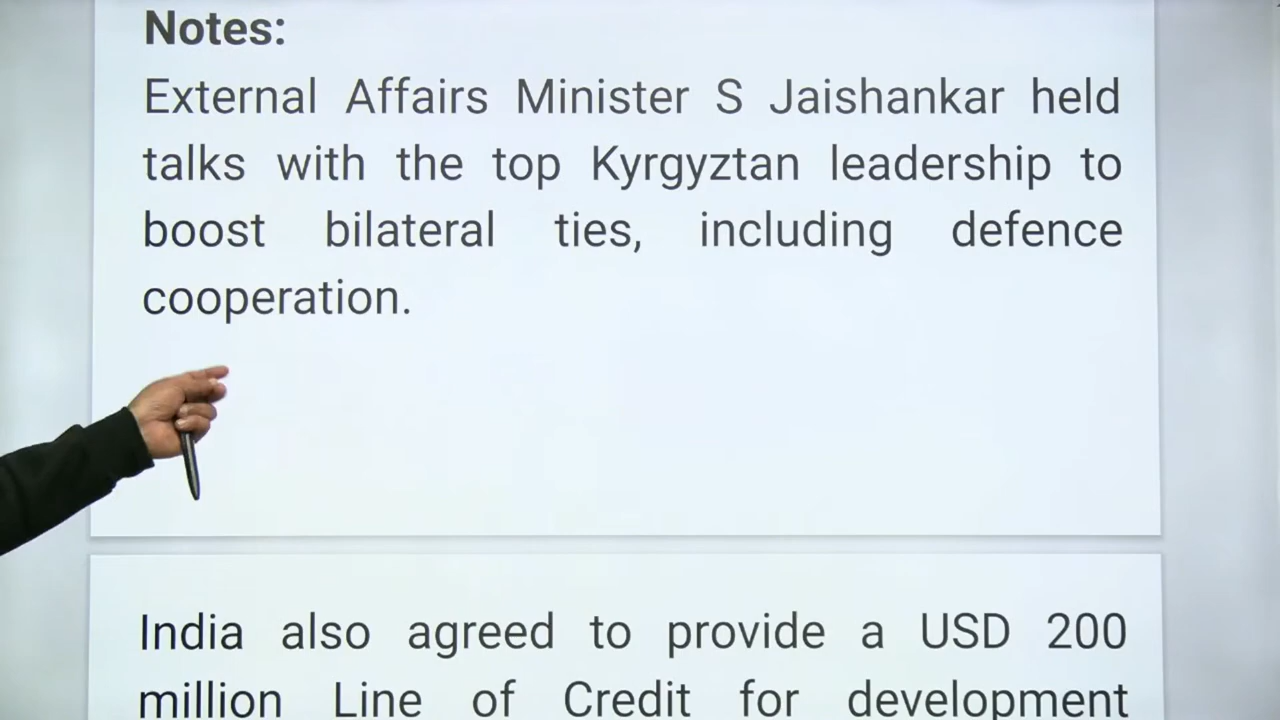 Notes:
External Affairs Minister S Jaishankar held
talks with the top Kyrgyztan leadership to
boost bilateral ties, including defence
cooperation.
India also agreed to provide a USD 200
million Line of Credit for development